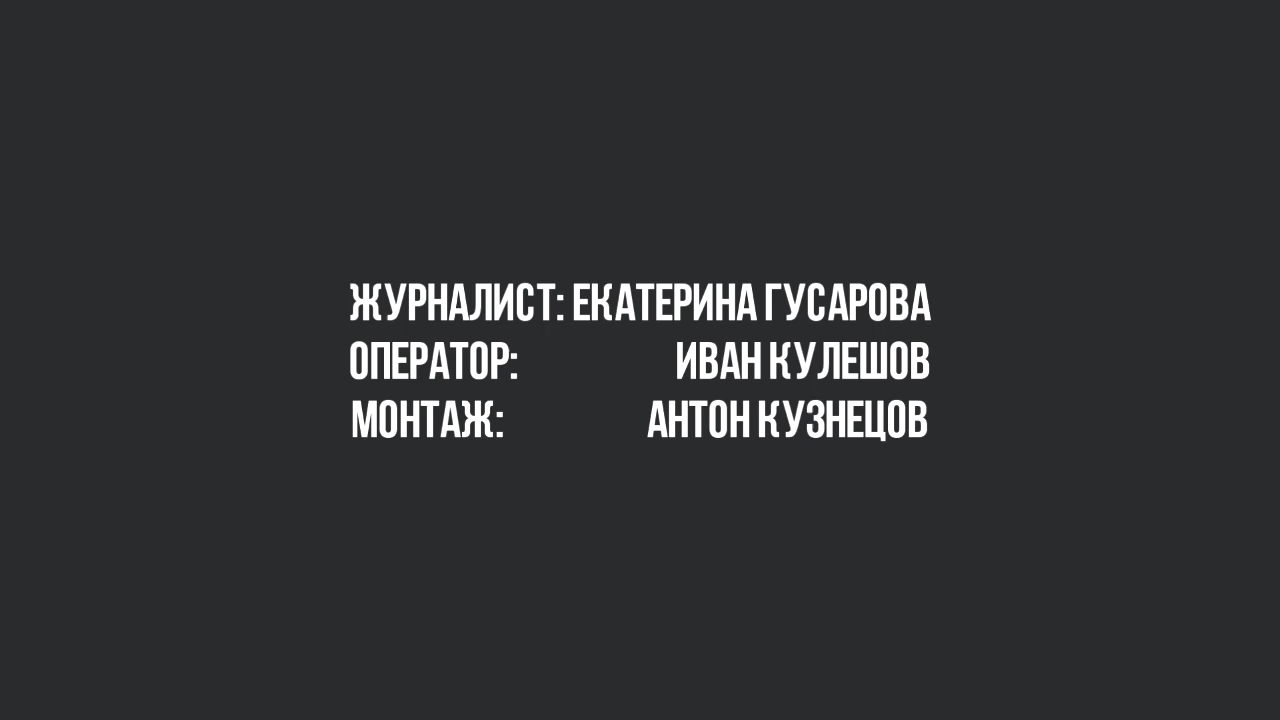 ЖУРНАЛИСТ: ЕКАТЕРИНА ГУСАРОВА
ОПЕРАТОР: ИВАН КУЛЕШОВ
МОНТАЖ: АНТОН КУЗНЕЦОВ